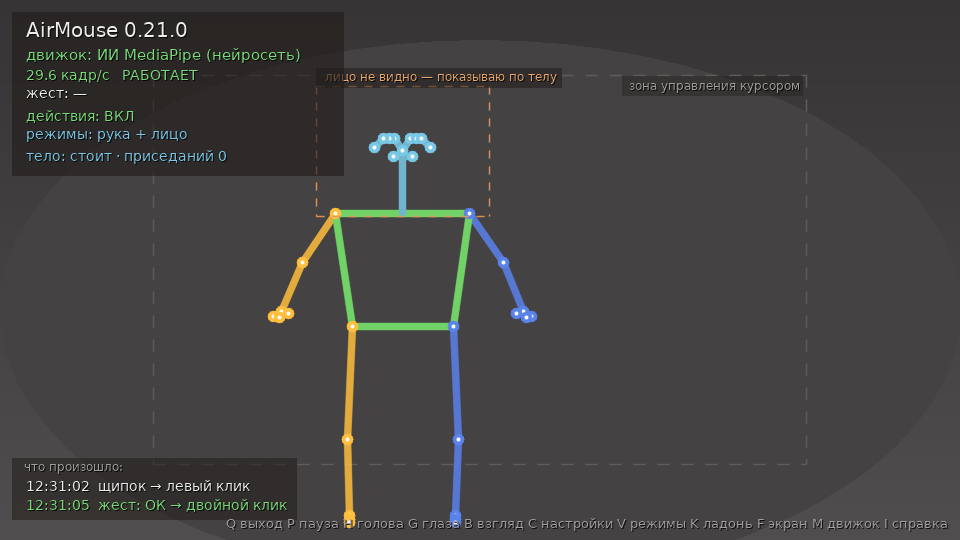 AirMouse 0.21.0
движок: ИИ MediaPipe (нейросеть)
29.6 кадр/с РАБОТАЕТ
жест: —
действия: ВКЛ
режимы: рука + лицо
тело: стоит · приседаний 0
лицо не видно — показываю по телу
зона управления курсором
что произошло:
12:31:02 щипок → левый клик
12:31:05 жест: ОК → двойной клик
Q выход P пауза H голова G глаза B взгляд C настройки V режимы K ладонь F экран M движок I справка